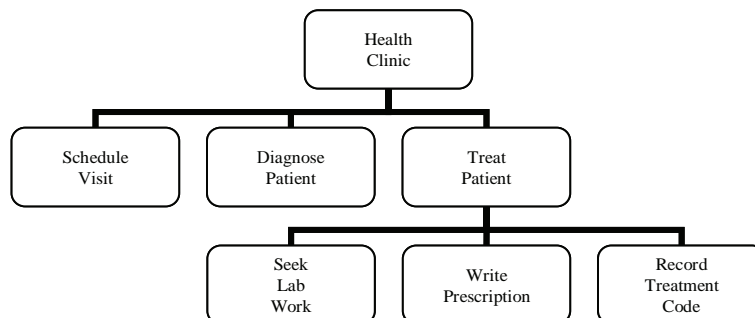 Health
Clinic
Schedule
Visit
Diagnose
Patient
Treat
Patient
Seek
Lab
Work
Write
Prescription
Record
Treatment
Code